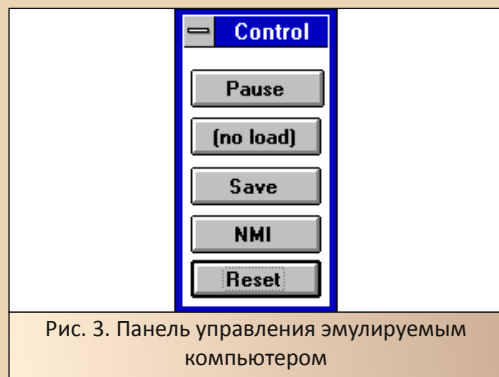 Control
Pause
(no load)
Save
NMI
Reset
Рис. 3. Панель управления эмулируемым
компьютером